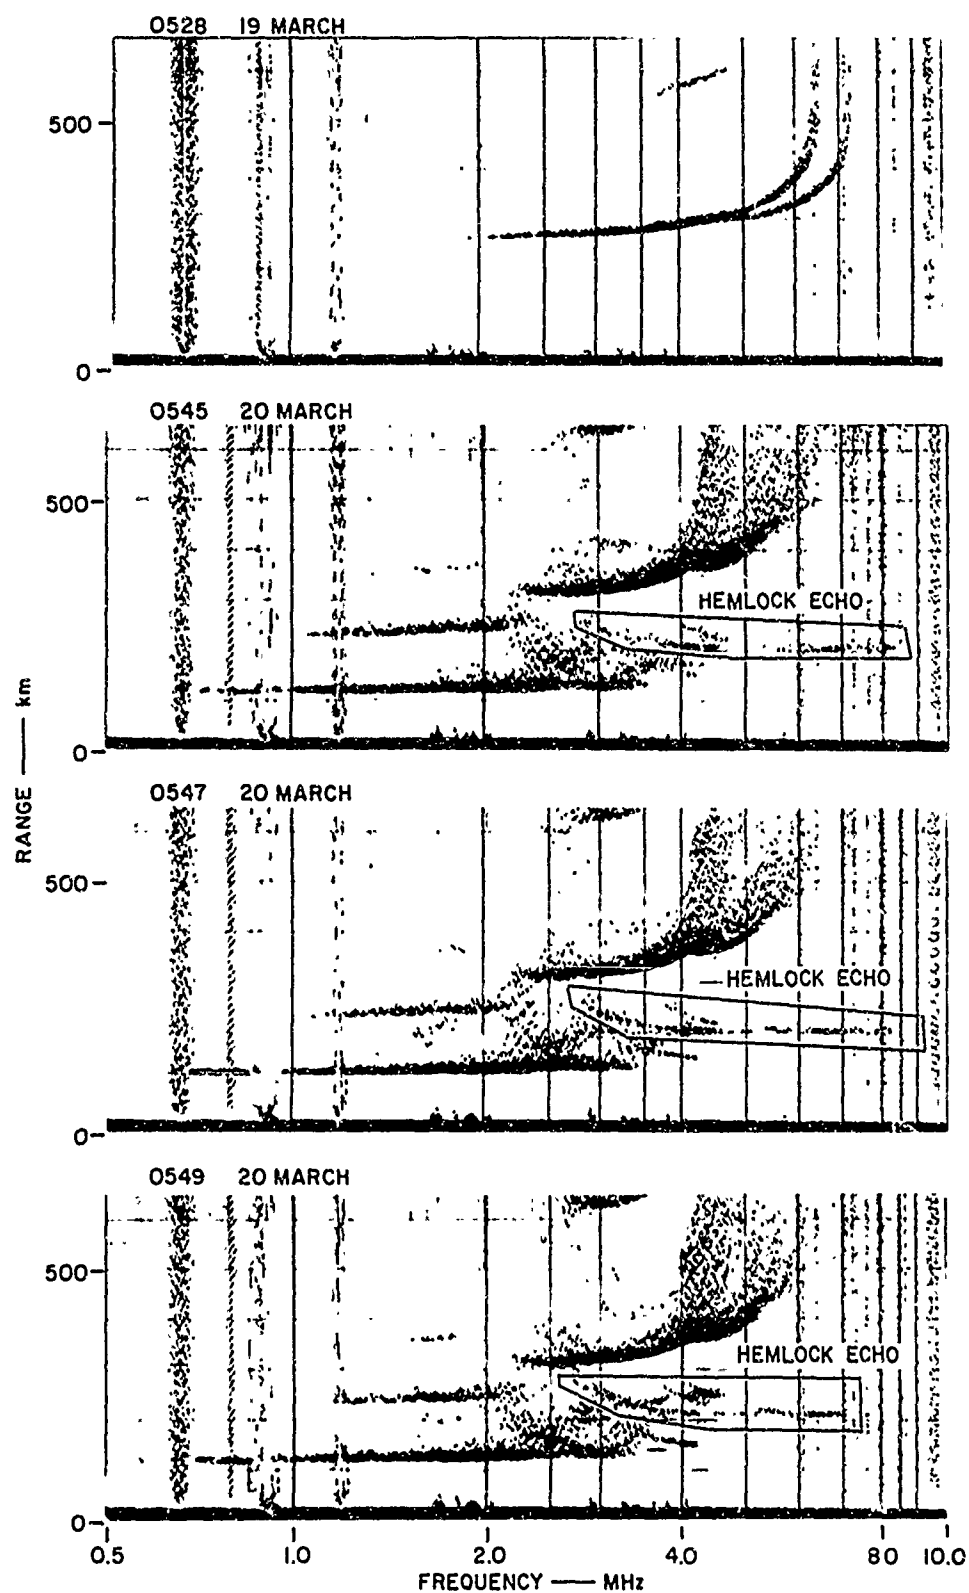 0528 19 MARCH
500
0
0545 20 MARCH
500
HEMLOCK ECHO
0
RANGE — km
0547 20 MARCH
500
HEMLOCK ECHO
0
0549 20 MARCH
500
HEMLOCK ECHO
0
0.5 1.0 2.0 4.0 8.0 10.0
FREQUENCY — MHz